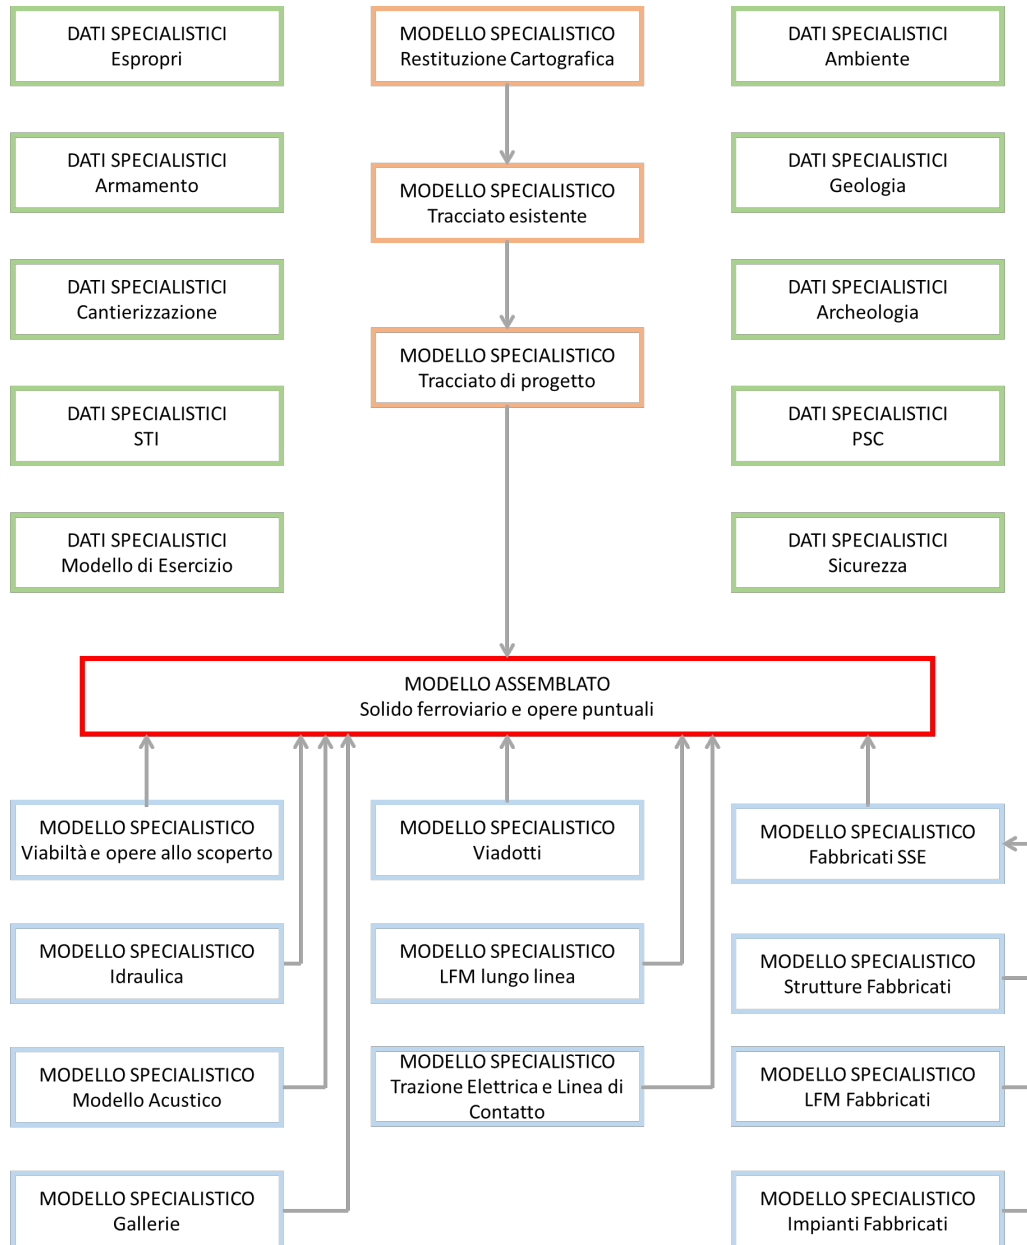 DATI SPECIALISTICI
Espropri
MODELLO SPECIALISTICO
Restituzione Cartografica
DATI SPECIALISTICI
Ambiente
DATI SPECIALISTICI
Armamento
MODELLO SPECIALISTICO
Tracciato esistente
DATI SPECIALISTICI
Geologia
DATI SPECIALISTICI
Cantierizzazione
MODELLO SPECIALISTICO
Tracciato di progetto
DATI SPECIALISTICI
Archeologia
DATI SPECIALISTICI
STI
DATI SPECIALISTICI
PSC
DATI SPECIALISTICI
Modello di Esercizio
DATI SPECIALISTICI
Sicurezza
MODELLO ASSEMBLATO
Solido ferroviario e opere puntuali
MODELLO SPECIALISTICO
Viabiltà e opere allo scoperto
MODELLO SPECIALISTICO
Viadotti
MODELLO SPECIALISTICO
Fabbricati SSE
MODELLO SPECIALISTICO
Idraulica
MODELLO SPECIALISTICO
LFM lungo linea
MODELLO SPECIALISTICO
Strutture Fabbricati
MODELLO SPECIALISTICO
Modello Acustico
MODELLO SPECIALISTICO
Trazione Elettrica e Linea di
Contatto
MODELLO SPECIALISTICO
LFM Fabbricati
MODELLO SPECIALISTICO
Gallerie
MODELLO SPECIALISTICO
Impianti Fabbricati